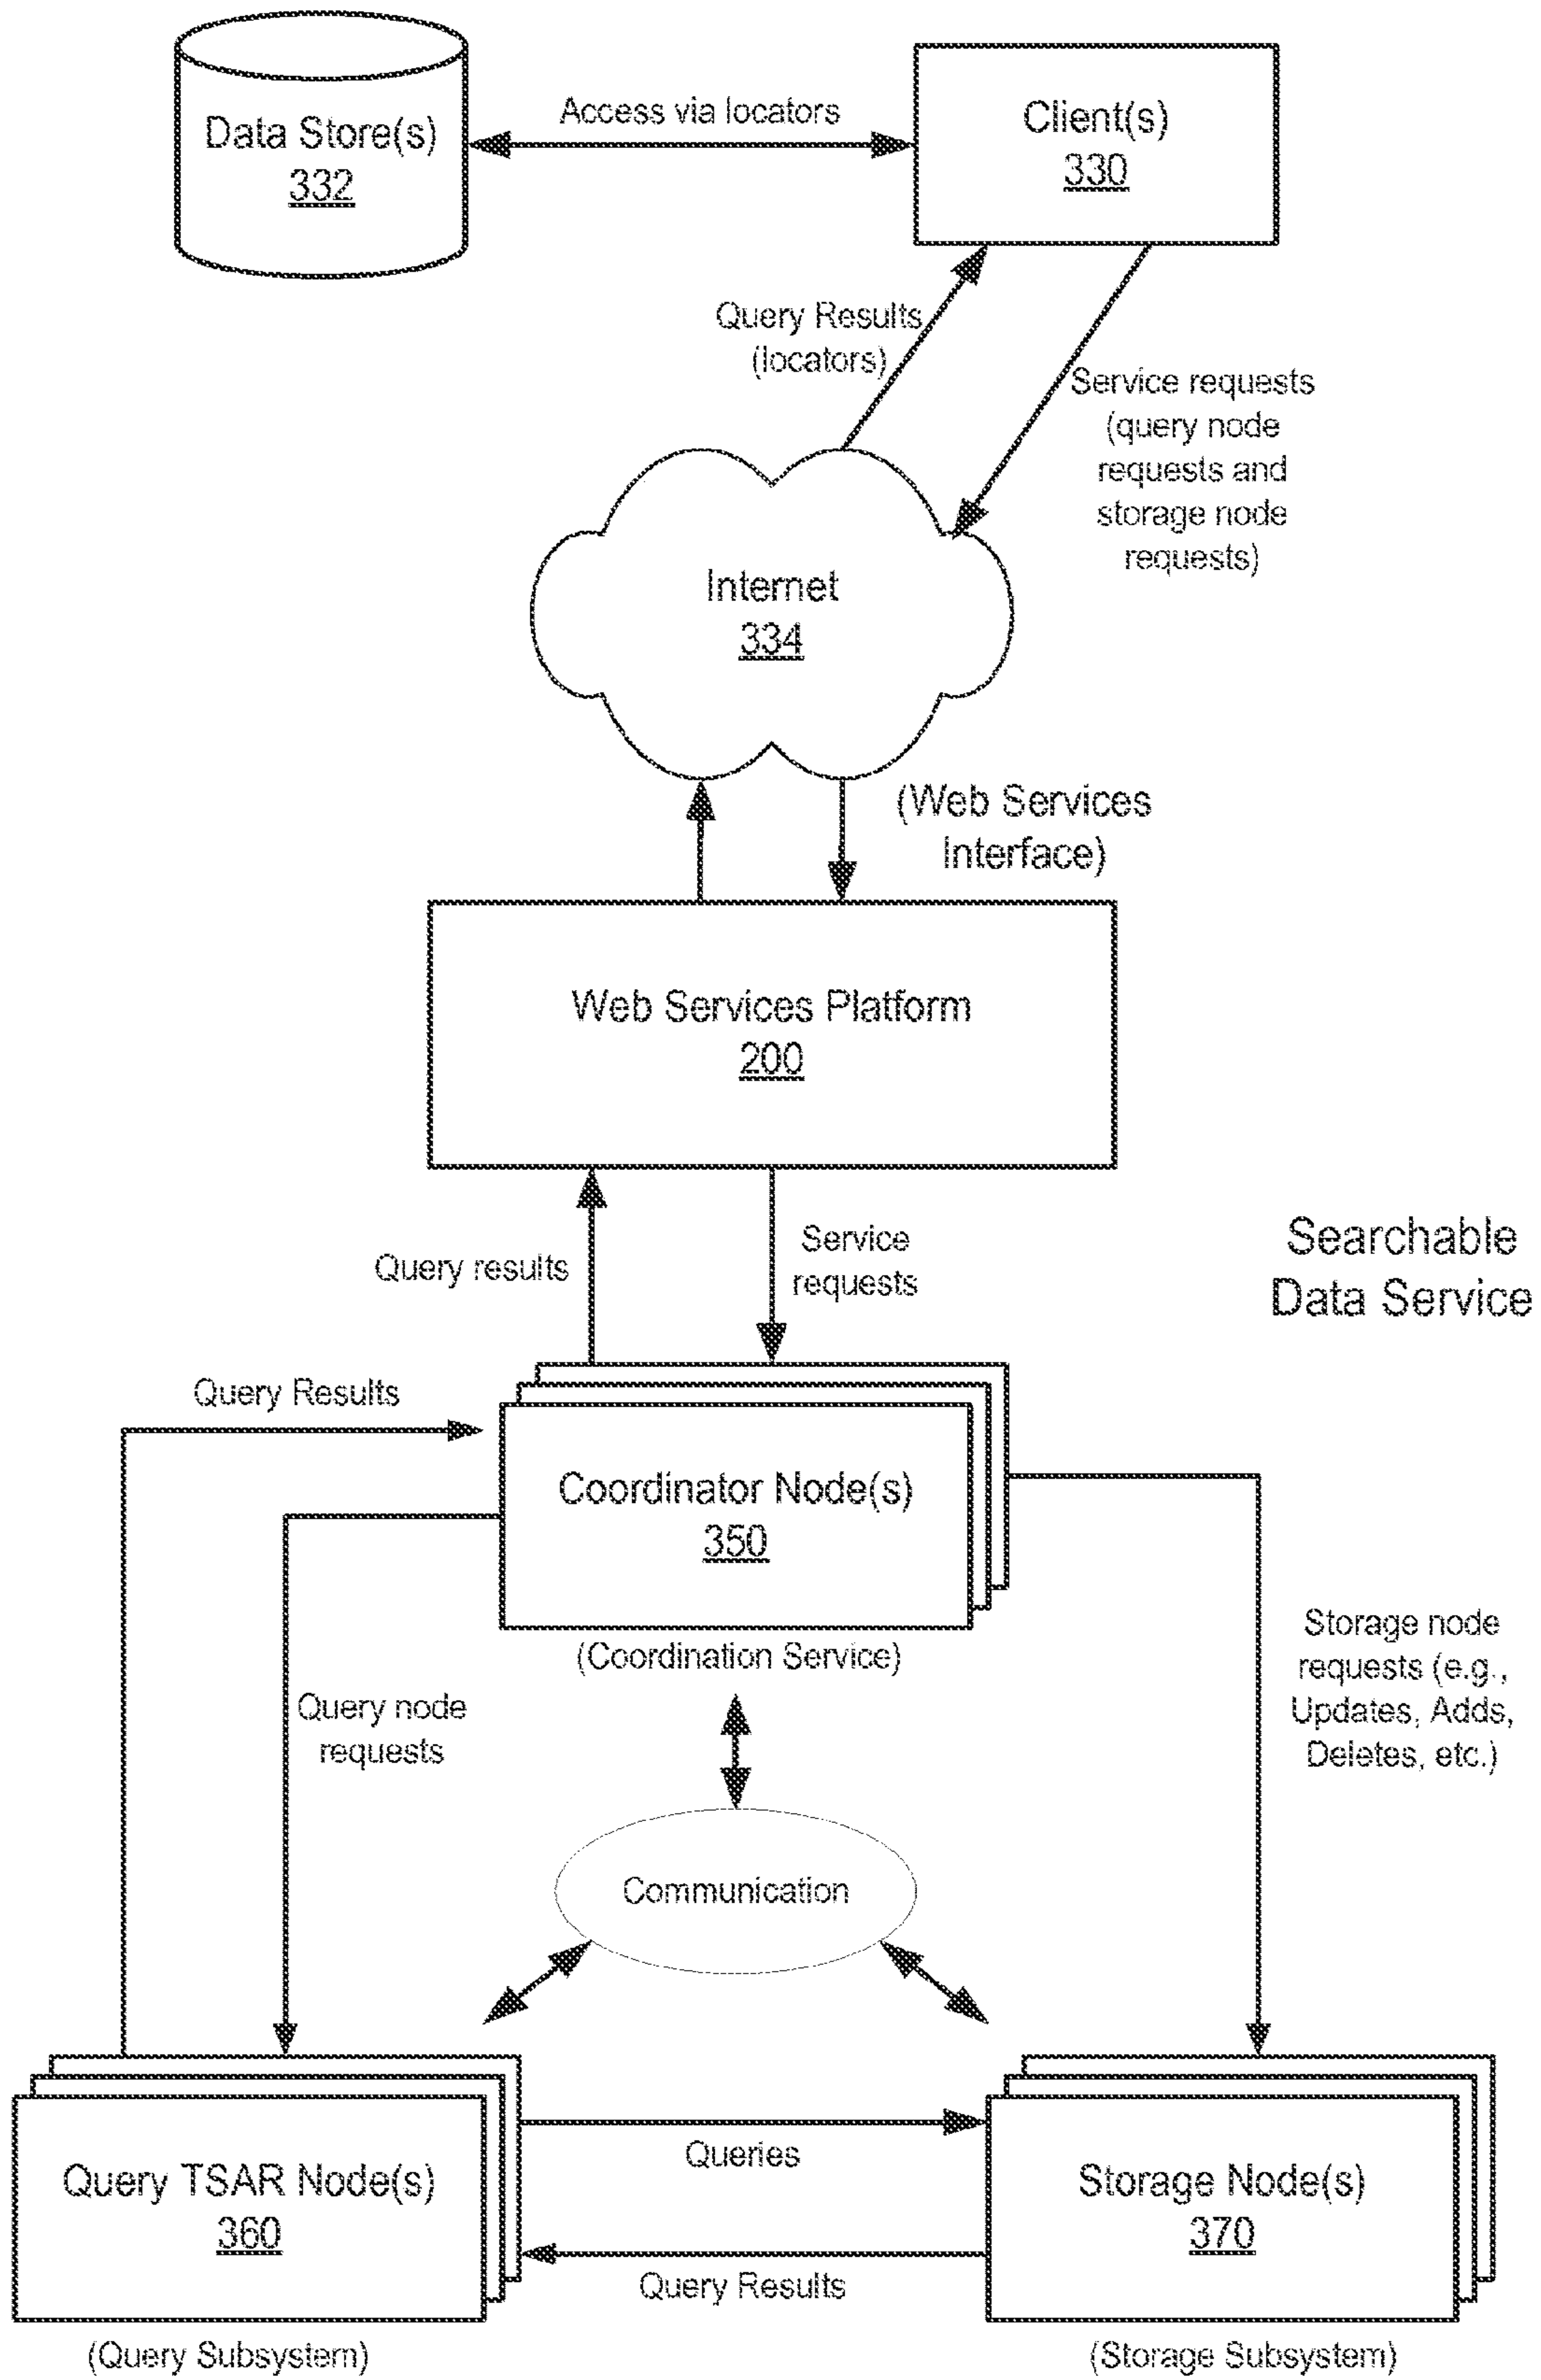 Data Store(s)
332
Access via locators
Client(s)
330
Query Results
(locators)
Service requests
(query node
requests and
storage node
requests)
Internet
334
(Web Services
Interface)
Web Services Platform
200
Query results
Service
requests
Searchable
Data Service
Query Results
Coordinator Node(s)
350
(Coordination Service)
Query node
requests
Storage node
requests (e.g.,
Updates, Adds,
Deletes, etc.)
Communication
Query TSAR Node(s)
360
Queries
Query Results
Storage Node(s)
370
(Query Subsystem)
(Storage Subsystem)